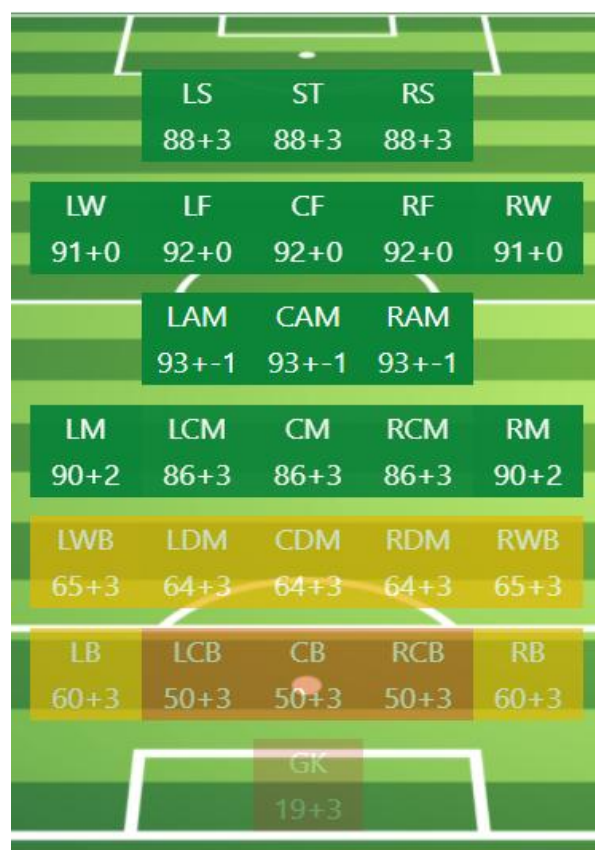 LS ST RS
88+3 88+3 88+3
LW LF CF RF RW
91+0 92+0 92+0 92+0 91+0
LAM CAM RAM
93+-1 93+-1 93+-1
LM LCM CM RCM RM
90+2 86+3 86+3 86+3 90+2
LWB LDM CDM RDM RWB
65+3 64+3 64+3 64+3 65+3
LB LCB CB RCB RB
60+3 50+3 50+3 50+3 60+3
GK
19+3